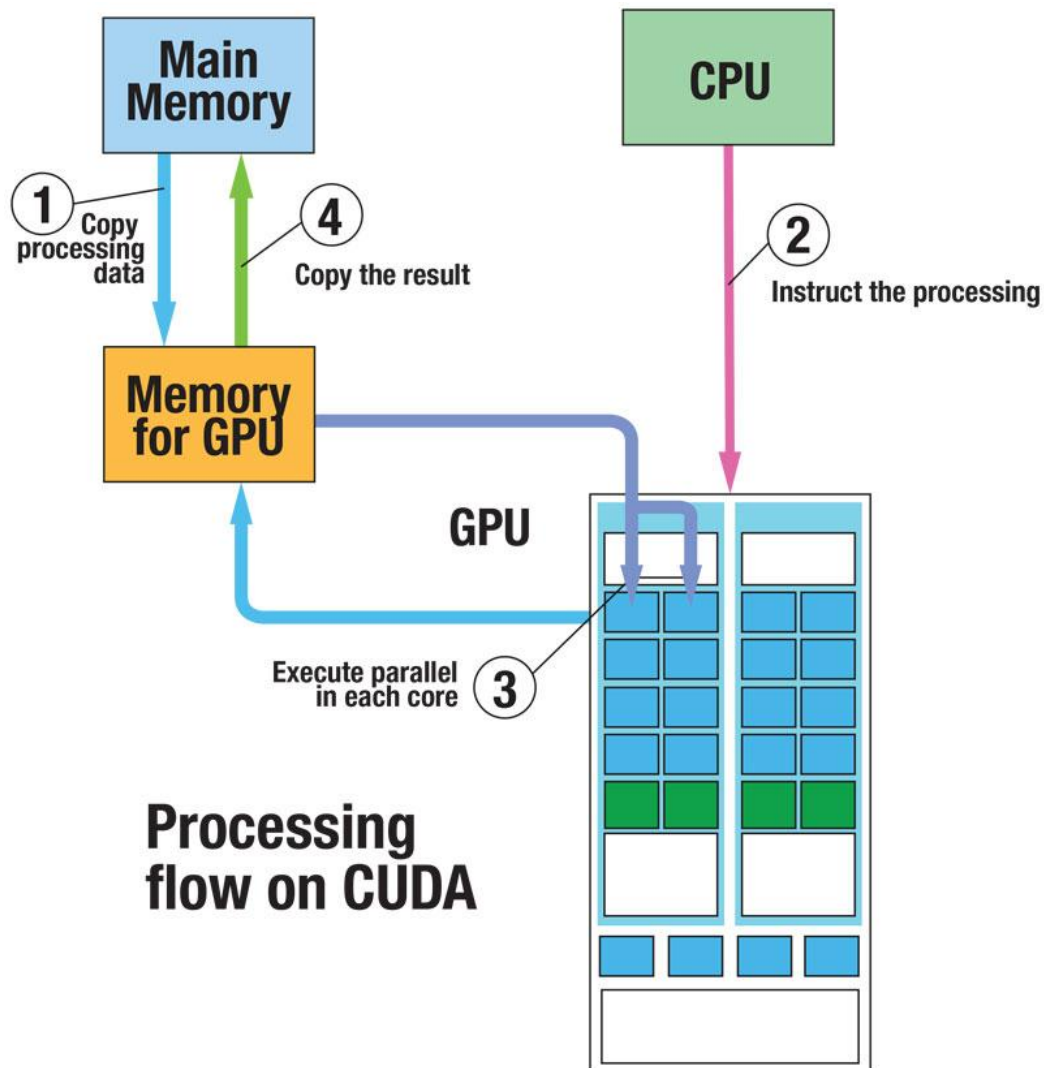 Main
Memory
CPU
1
Copy
processing
data
4
Copy the result
2
Instruct the processing
Memory
for GPU
GPU
Execute parallel
in each core
3
Processing
flow on CUDA